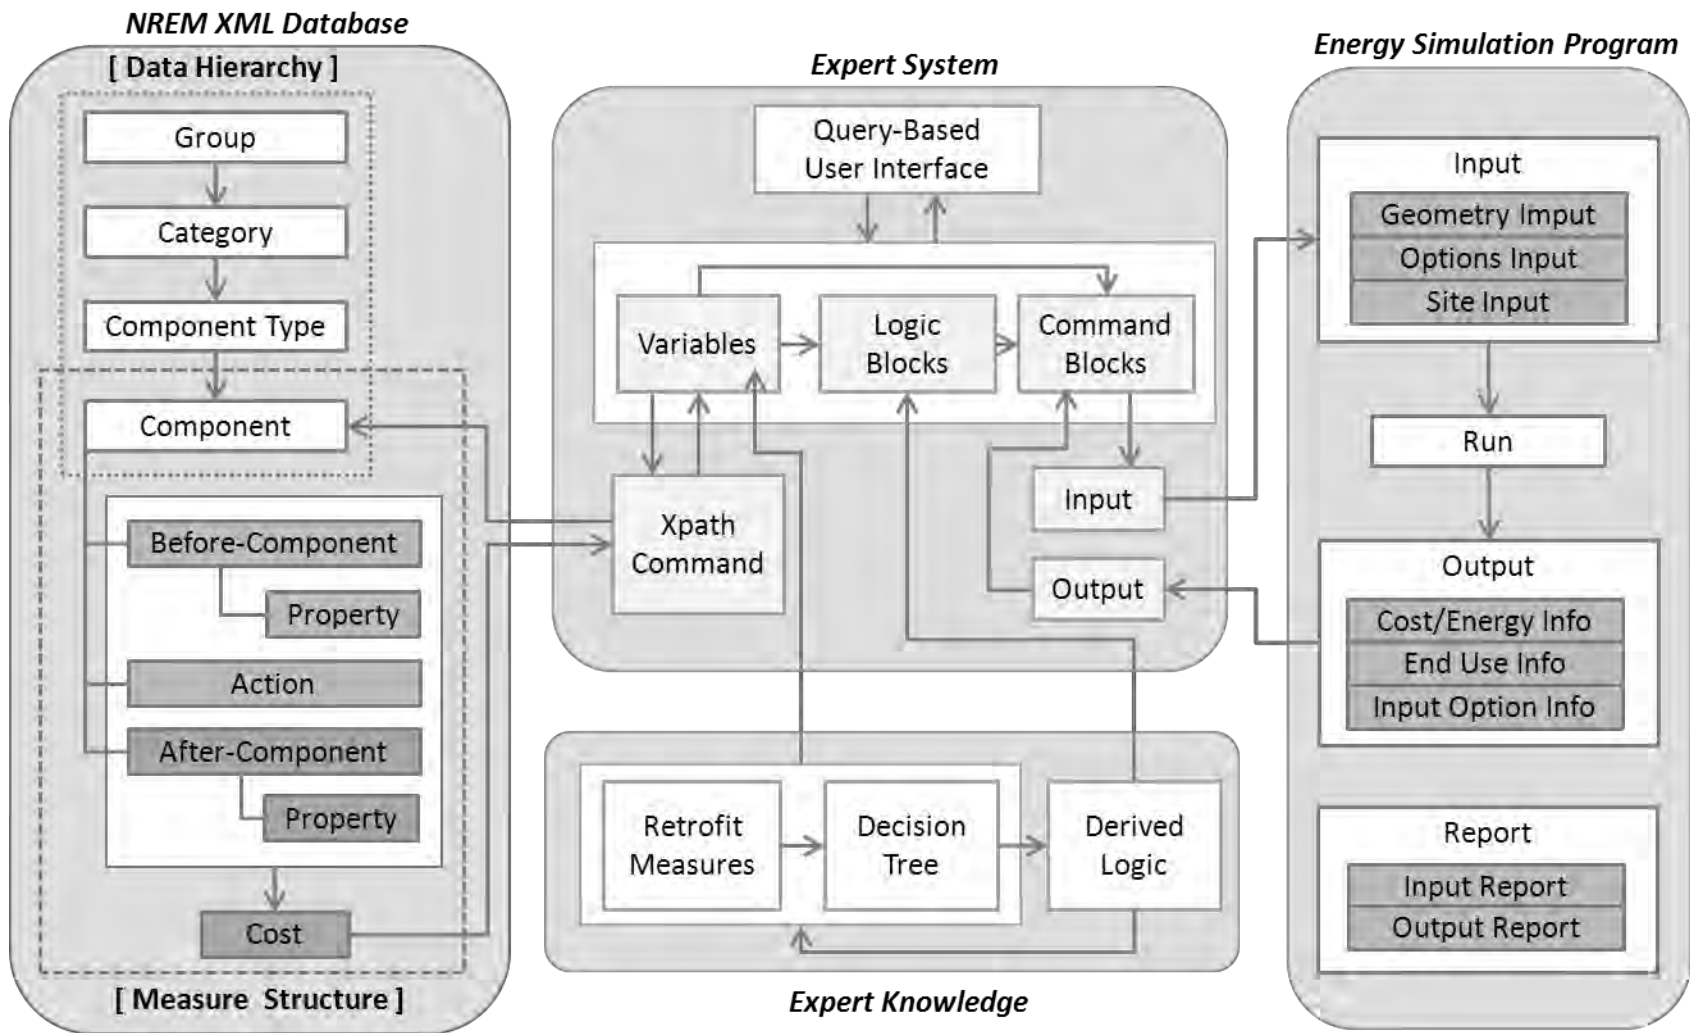 NREM XML Database
[ Data Hierarchy ]
Group
Category
Component Type
Component
Before-Component
Property
Action
After-Component
Property
Cost
[ Measure Structure ]
Expert System
Query-Based
User Interface
Variables
Logic
Blocks
Command
Blocks
Xpath
Command
Input
Output
Retrofit
Measures
Decision
Tree
Derived
Logic
Expert Knowledge
Energy Simulation Program
Input
Geometry Imput
Options Input
Site Input
Run
Output
Cost/Energy Info
End Use Info
Input Option Info
Report
Input Report
Output Report